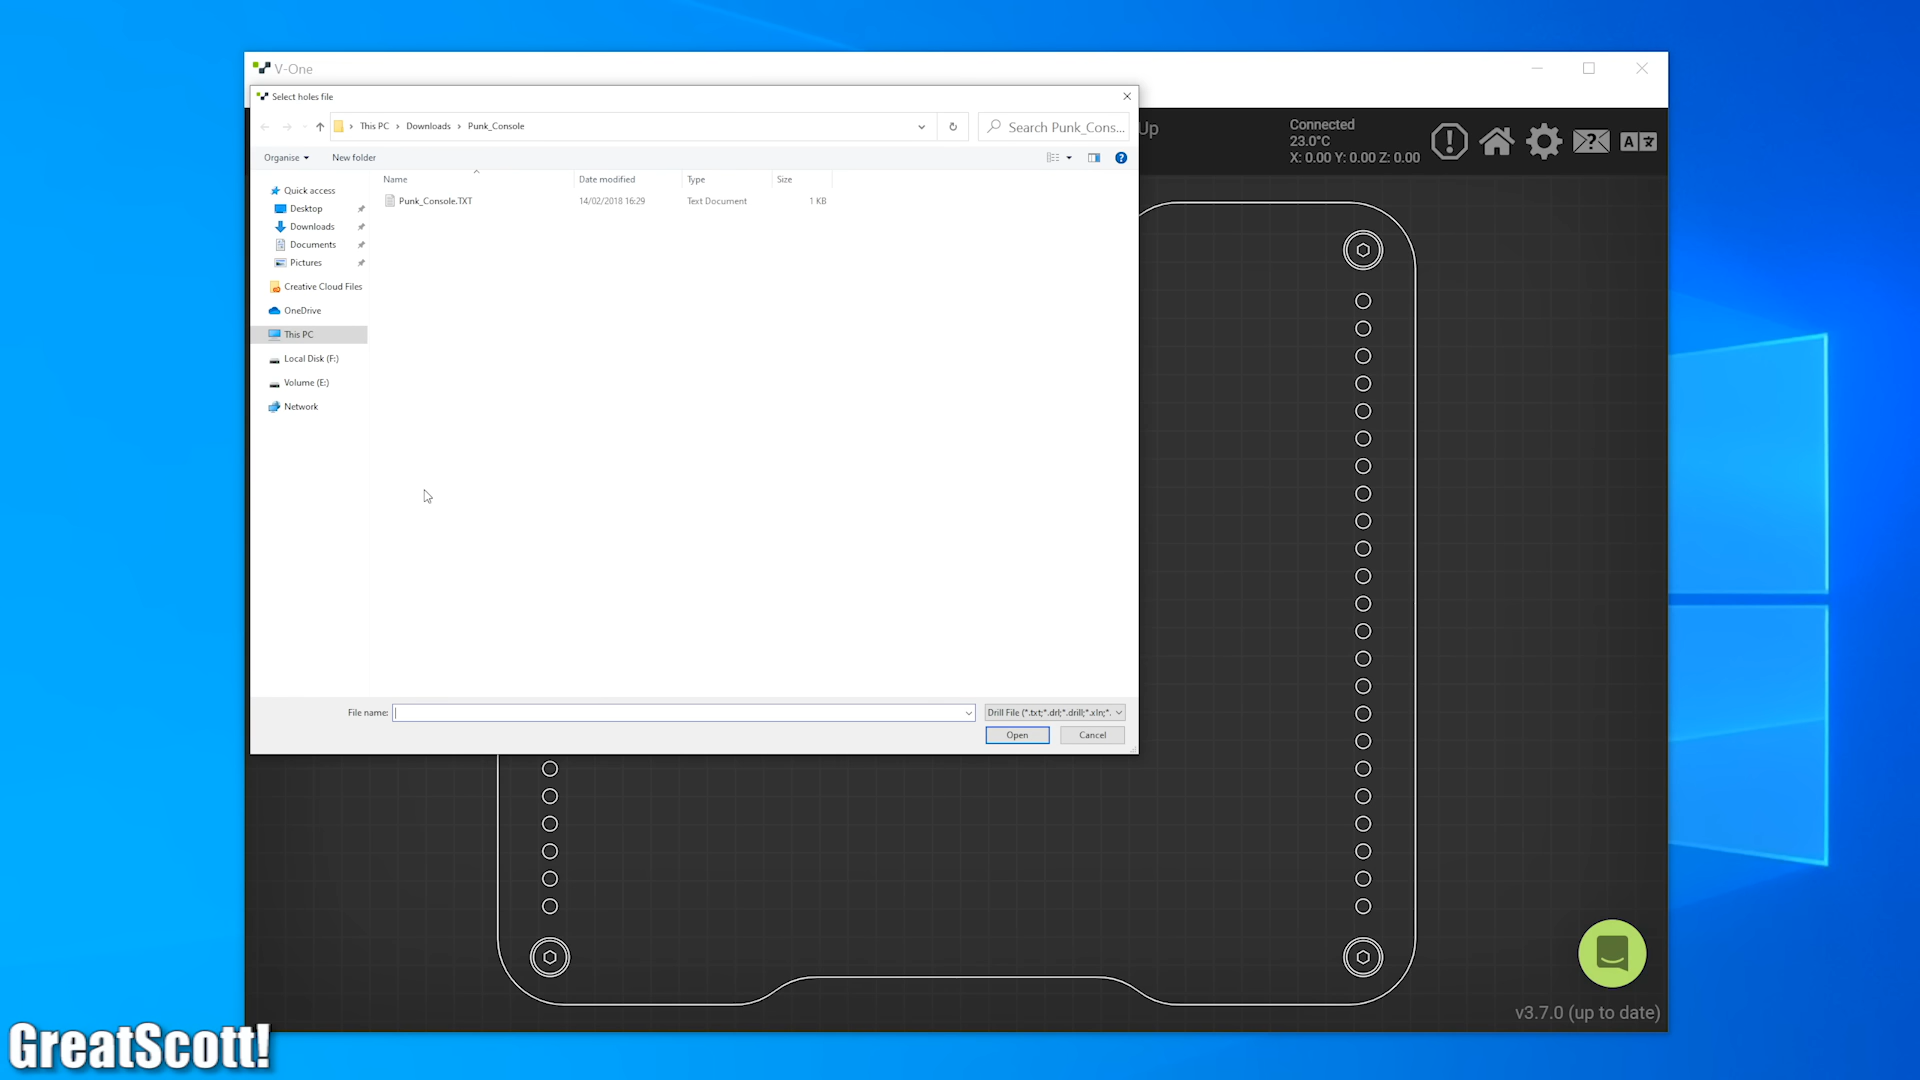 V-One
Select holes file
This PC > Downloads > Punk_Console
Search Punk_Cons...
Up
Connected
23.0°C
X: 0.00 Y: 0.00 Z: 0.00
Organise
New folder
Name
Date modified
Type
Size
Punk_Console.TXT
14/02/2018 16:29
Text Document
1 KB
Quick access
Desktop
Downloads
Documents
Pictures
Creative Cloud Files
OneDrive
This PC
Local Disk (F:)
Volume (E:)
Network
File name:
Drill File (*.txt;*.drl;*.drill;*.xln;*.
Open
Cancel
v3.7.0 (up to date)
GreatScott!